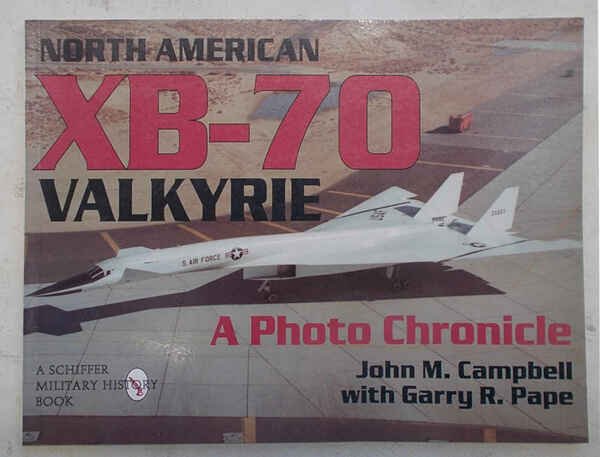 NORTH AMERICAN
XB-70
VALKYRIE
U.S. AIR FORCE
A Photo Chronicle
John M. Campbell
with Garry R. Pape
A SCHIFFER
MILITARY HISTORY
BOOK